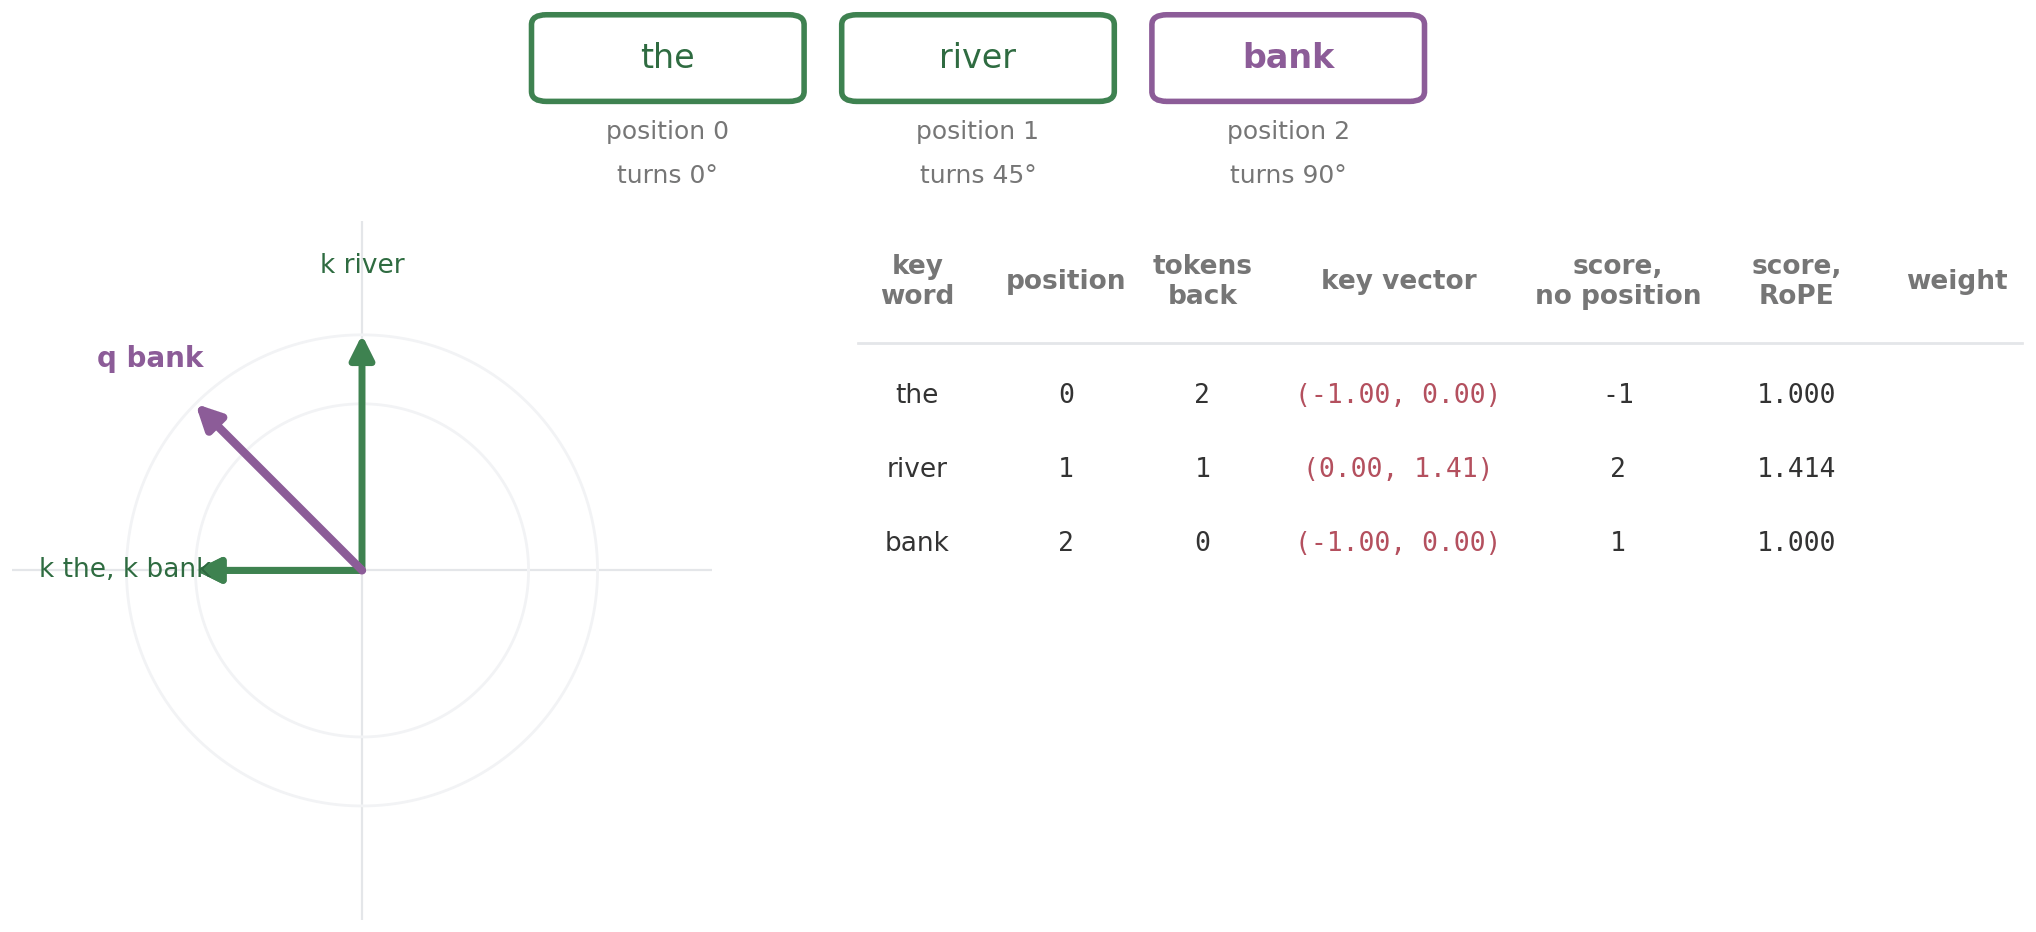 the river bank
position 0 position 1 position 2
turns 0° turns 45° turns 90°
k river
q bank
k the, k bank
key word position tokens back key vector score, no position score, RoPE weight
the 0 2 (-1.00, 0.00) -1 1.000
river 1 1 (0.00, 1.41) 2 1.414
bank 2 0 (-1.00, 0.00) 1 1.000